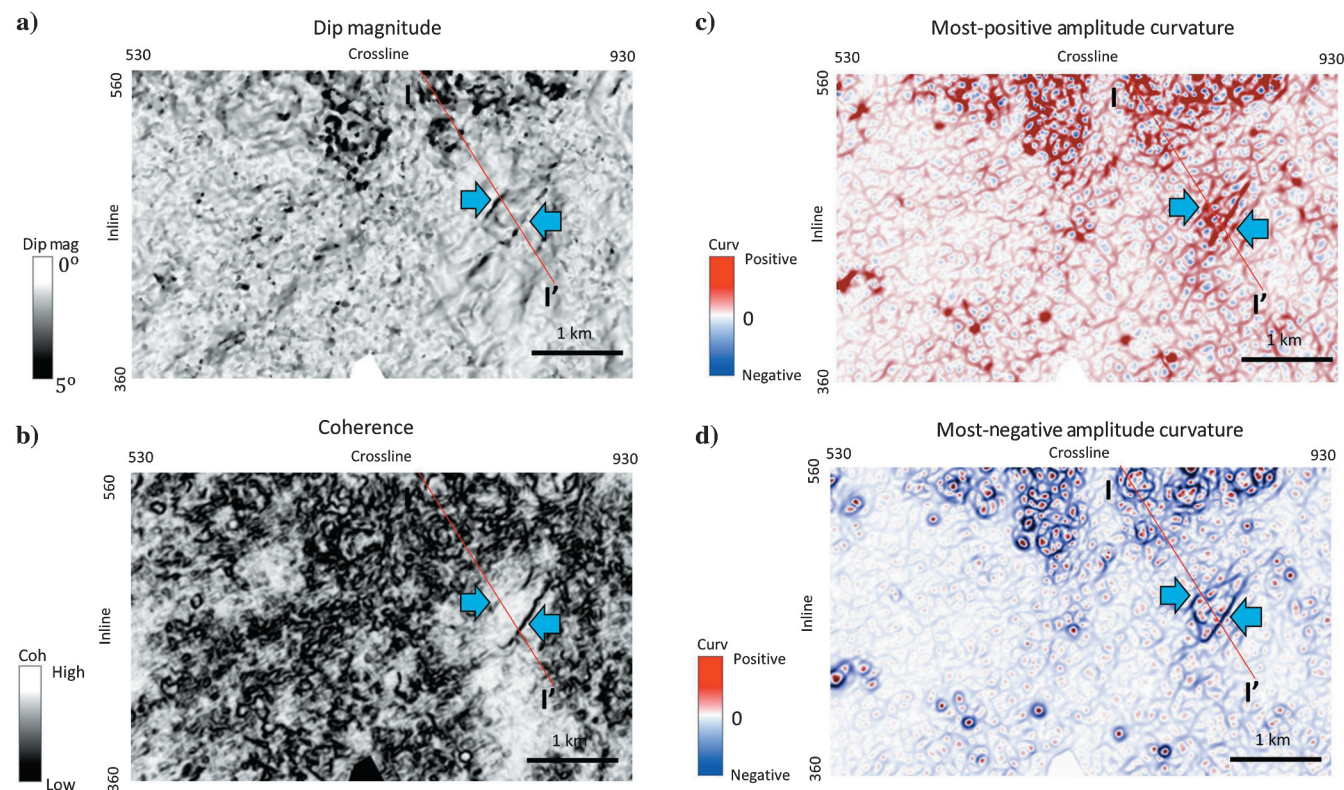 a)
Dip magnitude
530
Crossline
930
560
I
Inline
Dip mag
0º
5º
I’
1 km
360
c)
Most-positive amplitude curvature
530
Crossline
930
560
I
Inline
Curv
Positive
0
Negative
I’
1 km
360
b)
Coherence
530
Crossline
930
560
I
Inline
Coh
High
Low
I’
1 km
360
d)
Most-negative amplitude curvature
530
Crossline
930
560
I
Inline
Curv
Positive
0
Negative
I’
1 km
360